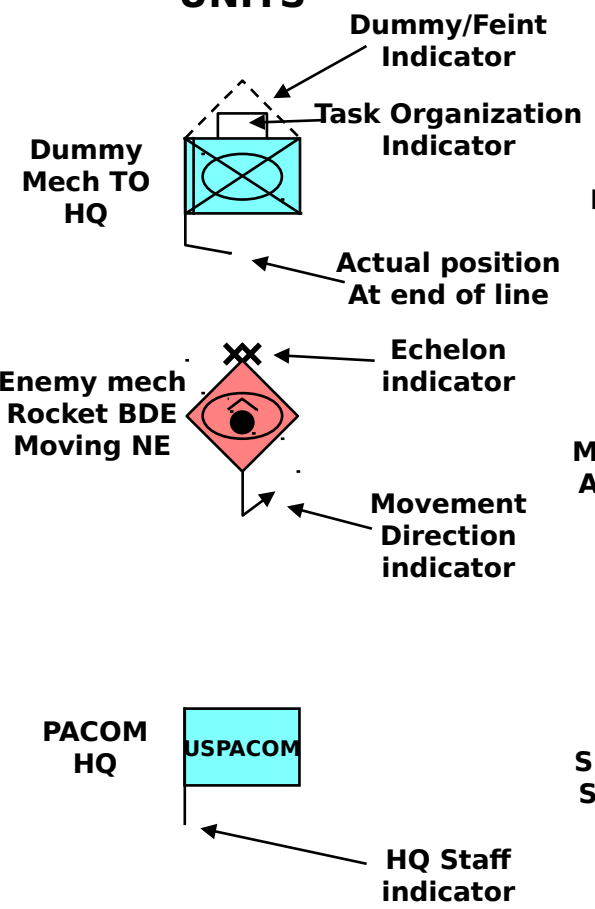 UNITS
Dummy/Feint
Indicator
Task Organization
Indicator
Dummy
Mech TO
HQ
Actual position
At end of line
Echelon
indicator
Enemy mech
Rocket BDE
Moving NE
Movement
Direction
indicator
PACOM
HQ
USPACOM
HQ Staff
indicator